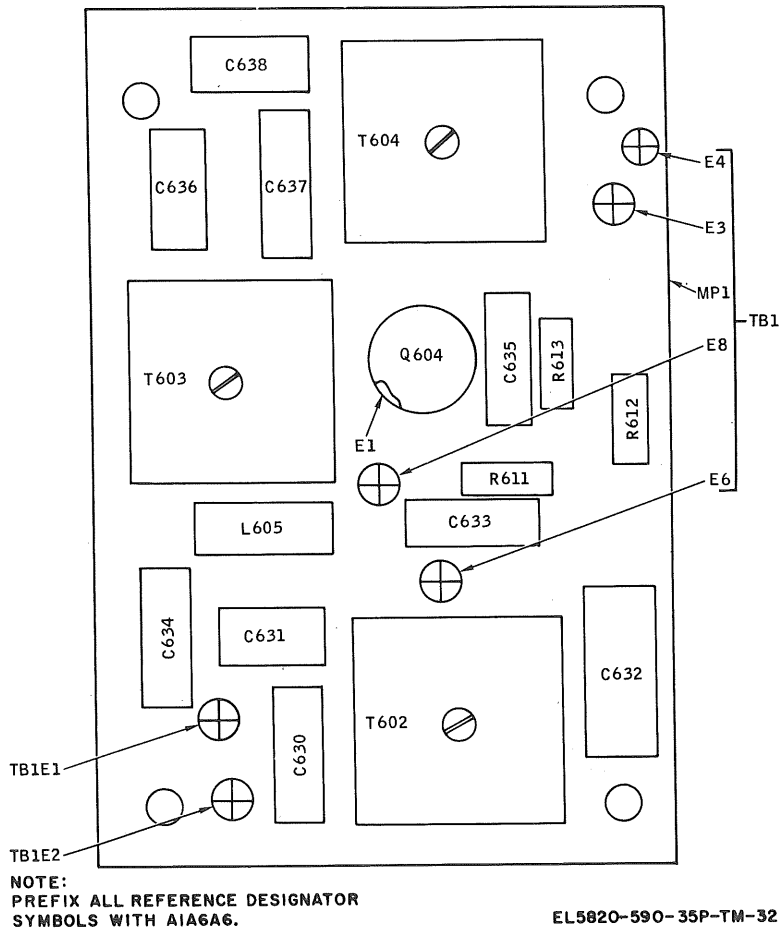 C638
T604
E4
C636
C637
E3
MP1
TB1
T603
Q604
C635
R613
E8
R612
E1
R611
E6
L605
C633
C634
C631
C632
T602
C630
TB1E1
TB1E2
NOTE:
PREFIX ALL REFERENCE DESIGNATOR
SYMBOLS WITH A1A6A6.
EL5820-590-35P-TM-32